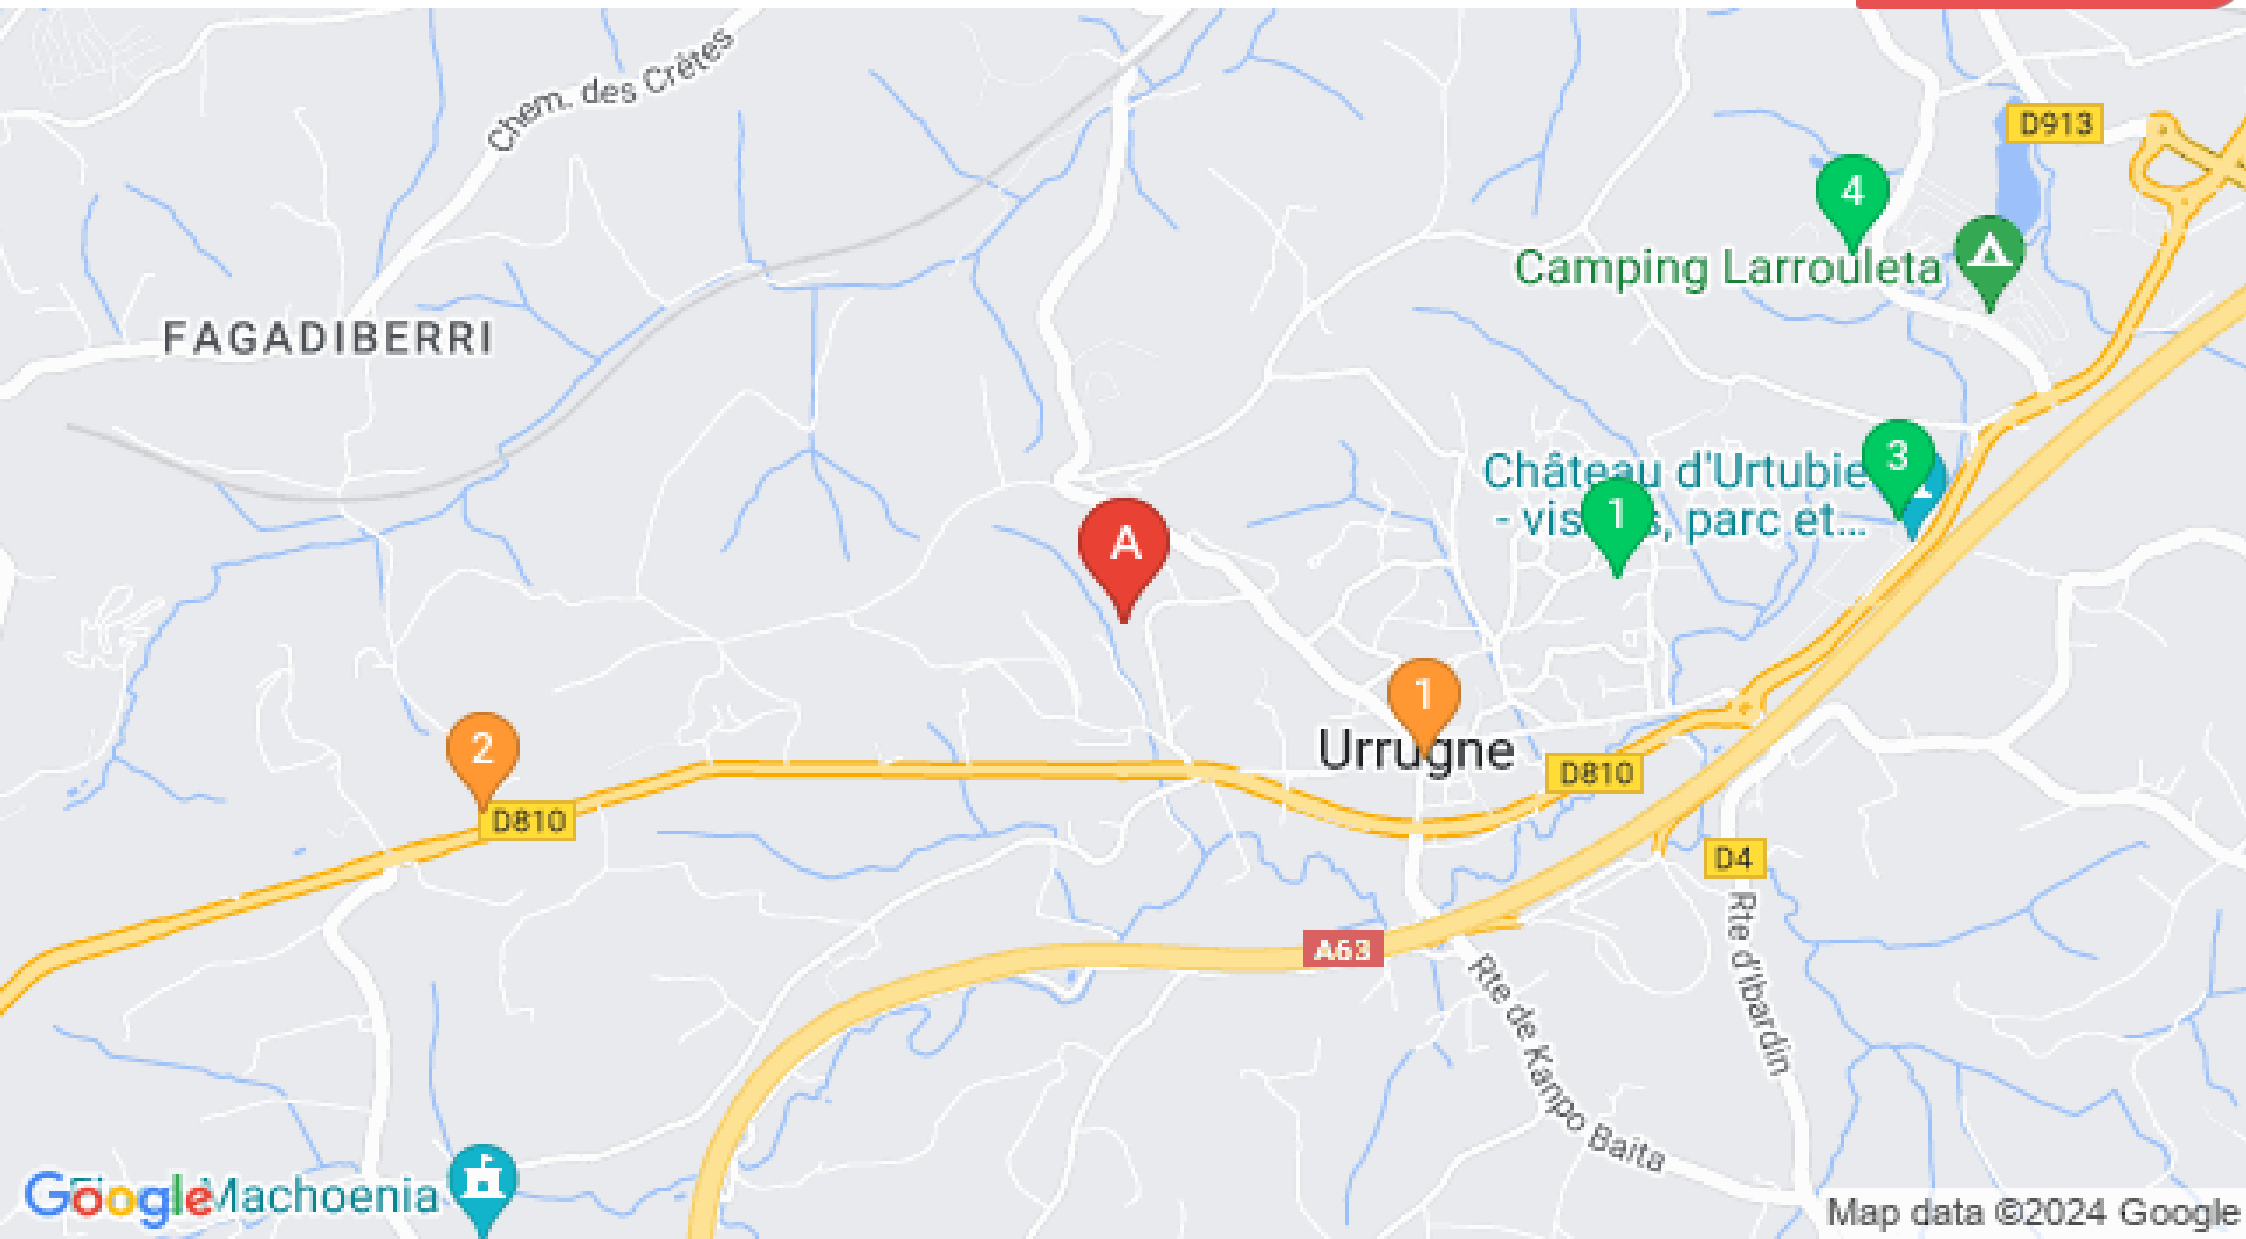 Chem. des Crêtes
D913
4
Camping Larrouleta
FAGADIBERRI
Château d'Urtubie
3
1
parc et...
A
1
2
Urrugne
D810
D810
D4
A63
Rte d'Ibardin
Rte de Kanpo Baita
Google
Machoenia
Map data ©2024 Google